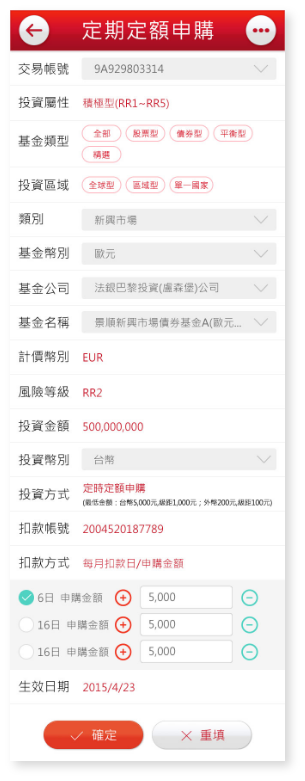 定期定額申購
交易帳號 9A929803314
投資屬性 積極型(RR1~RR5)
基金類型 全部 股票型 債券型 平衡型
精選
投資區域 全球型 區域型 單一國家
類別 新興市場
基金幣別 歐元
基金公司 法銀巴黎投資(盧森堡)公司
基金名稱 景順新興市場債券基金A(歐元...
計價幣別 EUR
風險等級 RR2
投資金額 500,000,000
投資幣別 台幣
投資方式 定時定額申購
(最低金額：台幣5,000元,級距1,000元；外幣200元,級距100元)
扣款帳號 2004520187789
扣款方式 每月扣款日/申購金額
6日 申購金額 5,000
16日 申購金額 5,000
16日 申購金額 5,000
生效日期 2015/4/23
確定 重填